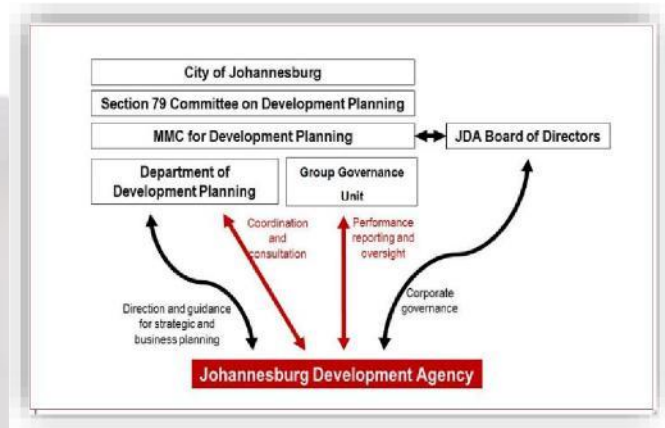 City of Johannesburg
Section 79 Committee on Development Planning
MMC for Development Planning
JDA Board of Directors
Department of
Development Planning
Group Governance
Unit
Coordination
and
consultation
Performance
reporting and
oversight
Direction and guidance
for strategic and
business planning
Corporate
governance
Johannesburg Development Agency